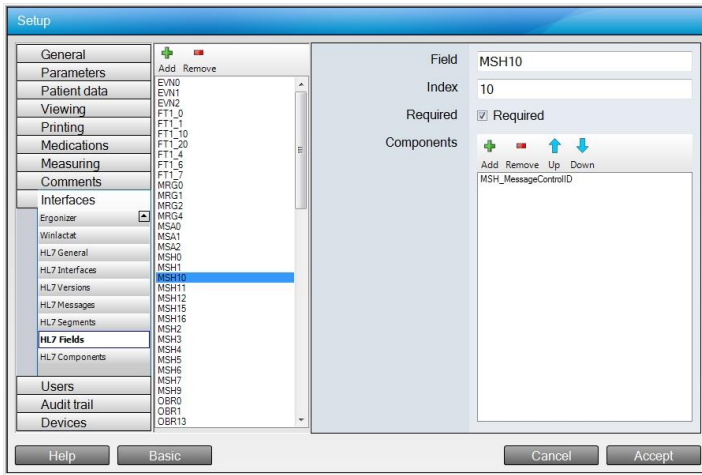 Setup
General
Parameters
Patient data
Viewing
Printing
Medications
Measuring
Comments
Interfaces
Ergonizer
Winlactat
HL7 General
HL7 Interfaces
HL7 Versions
HL7 Messages
HL7 Segments
HL7 Fields
HL7 Components
Users
Audit trail
Devices
Add Remove
EVN0
EVN1
EVN2
FT1_0
FT1_1
FT1_10
FT1_20
FT1_4
FT1_6
FT1_7
MRG0
MRG1
MRG2
MRG4
MSA0
MSA1
MSA2
MSH0
MSH1
MSH10
MSH11
MSH12
MSH15
MSH16
MSH2
MSH3
MSH4
MSH5
MSH6
MSH7
MSH9
OBR0
OBR1
OBR13
Field MSH10
Index 10
Required Required
Components
Add Remove Up Down
MSH_MessageControlID
Help Basic Cancel Accept